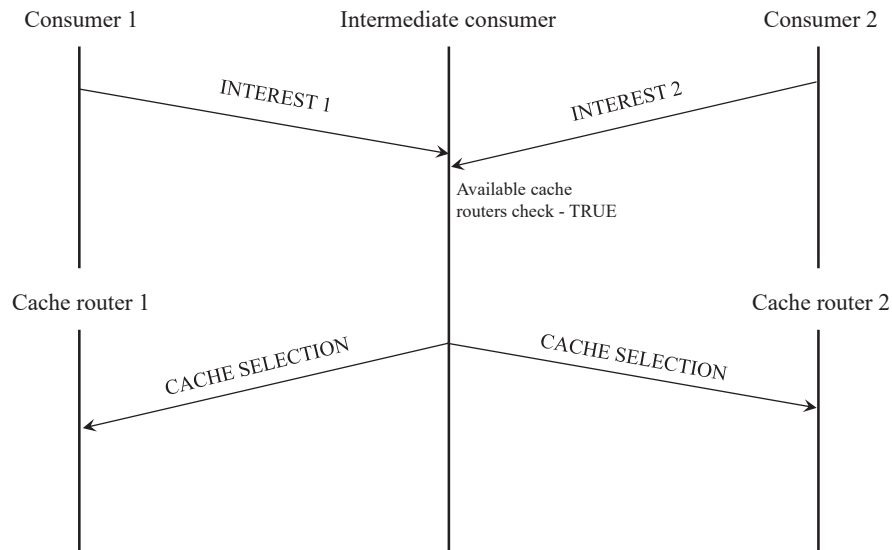 Consumer 1
Intermediate consumer
Consumer 2
INTEREST 1
INTEREST 2
Available cache
routers check - TRUE
Cache router 1
Cache router 2
CACHE SELECTION
CACHE SELECTION